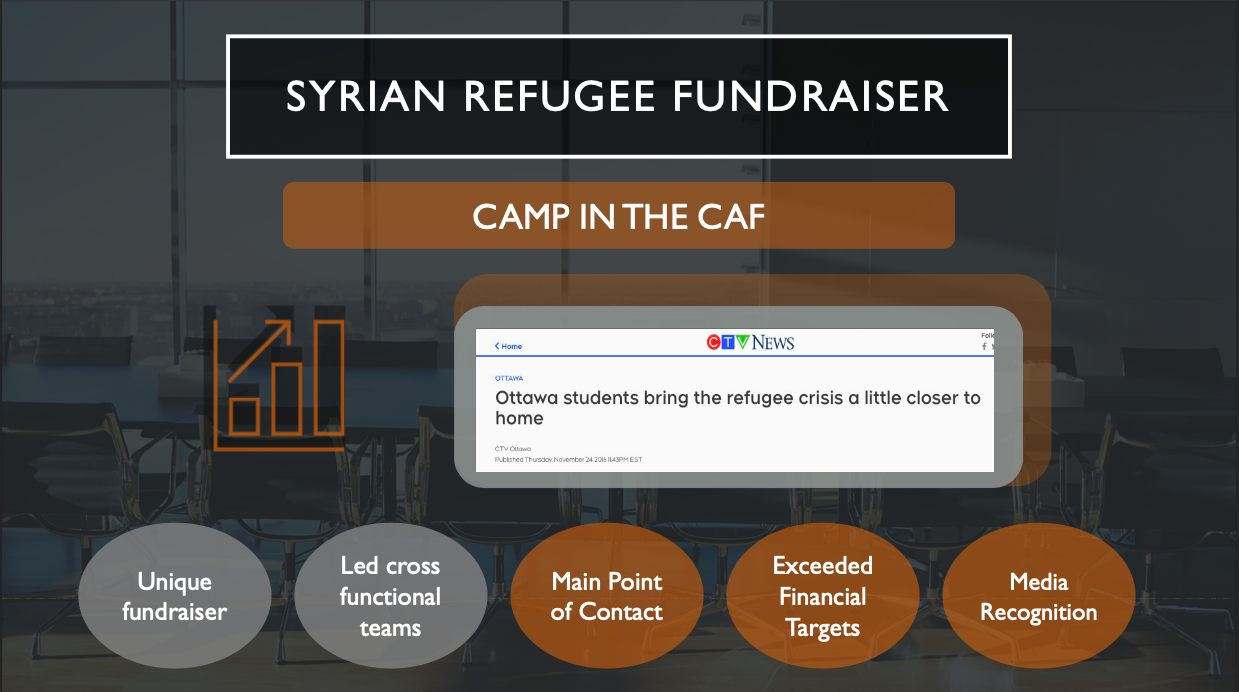 SYRIAN REFUGEE FUNDRAISER
CAMP IN THE CAF
Home
CTV NEWS
OTTAWA
Ottawa students bring the refugee crisis a little closer to
home
CTV Ottawa
Published Thursday, November 24, 2016 11:43PM EST
Unique
fundraiser
Led cross
functional
teams
Main Point
of Contact
Exceeded
Financial
Targets
Media
Recognition